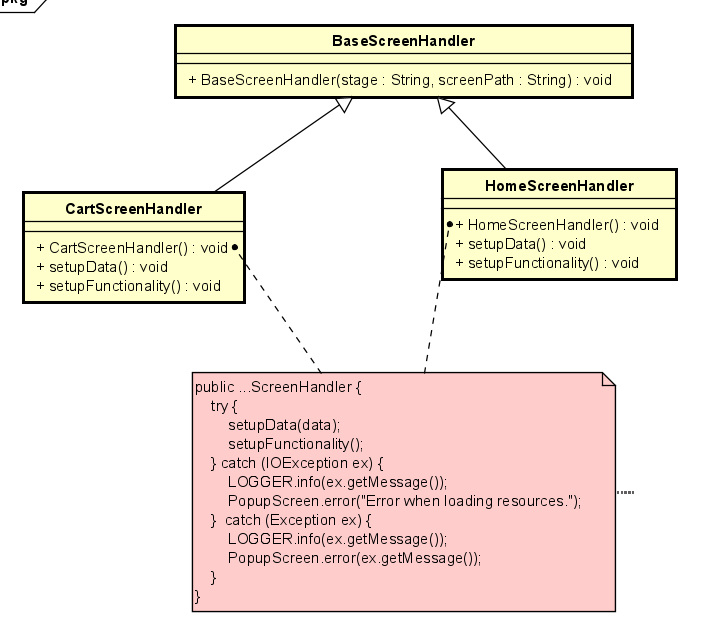 pkg
BaseScreenHandler
+ BaseScreenHandler(stage : String, screenPath : String) : void
CartScreenHandler
+ CartScreenHandler() : void
+ setupData() : void
+ setupFunctionality() : void
HomeScreenHandler
+ HomeScreenHandler() : void
+ setupData() : void
+ setupFunctionality() : void
public ...ScreenHandler {
try {
setupData(data);
setupFunctionality();
} catch (IOException ex) {
LOGGER.info(ex.getMessage());
PopupScreen.error("Error when loading resources.");
}  catch (Exception ex) {
LOGGER.info(ex.getMessage());
PopupScreen.error(ex.getMessage());
}
}